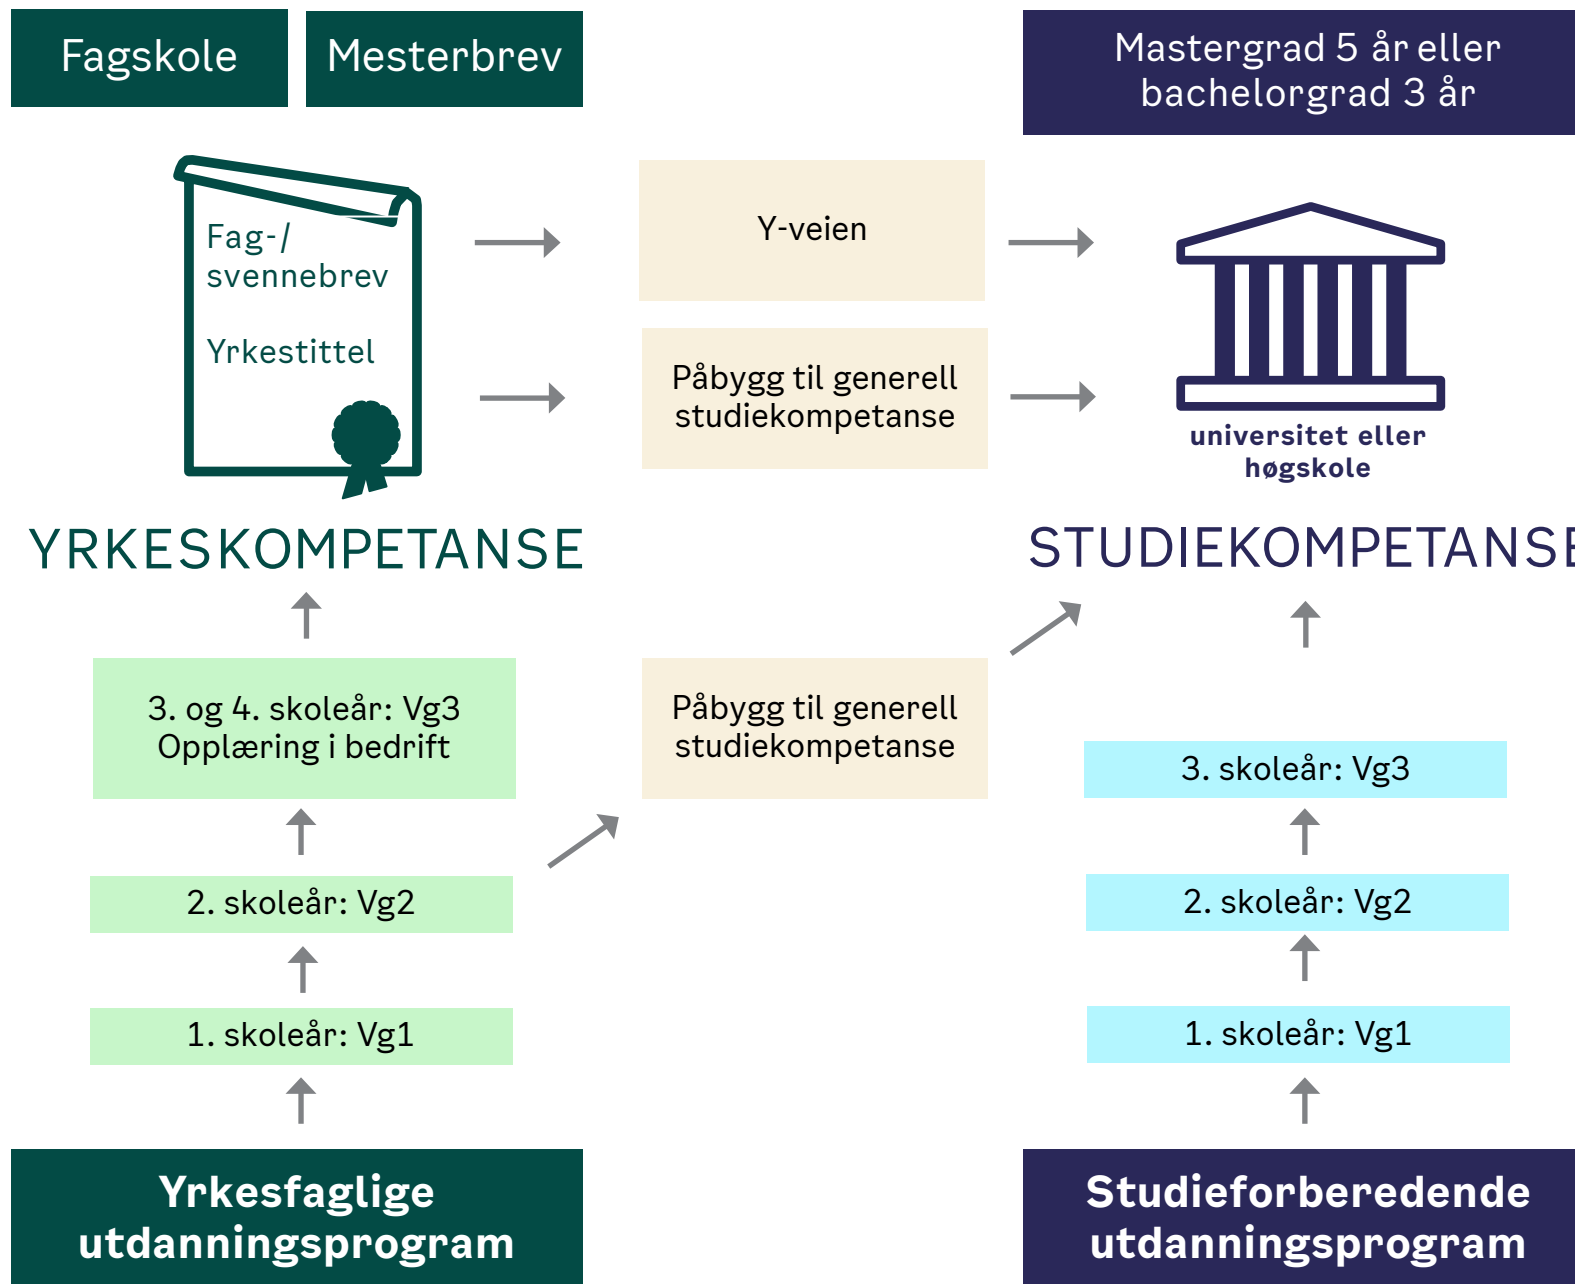 Fagskole
Mesterbrev
Mastergrad 5 år eller
bachelorgrad 3 år
Fag-/
svennebrev
Yrkestittel
Y-veien
Påbygg til generell
studiekompetanse
universitet eller
høgskole
YRKESKOMPETANSE
STUDIEKOMPETANSE
3. og 4. skoleår: Vg3
Opplæring i bedrift
Påbygg til generell
studiekompetanse
3. skoleår: Vg3
2. skoleår: Vg2
2. skoleår: Vg2
1. skoleår: Vg1
1. skoleår: Vg1
Yrkesfaglige
utdanningsprogram
Studieforberedende
utdanningsprogram